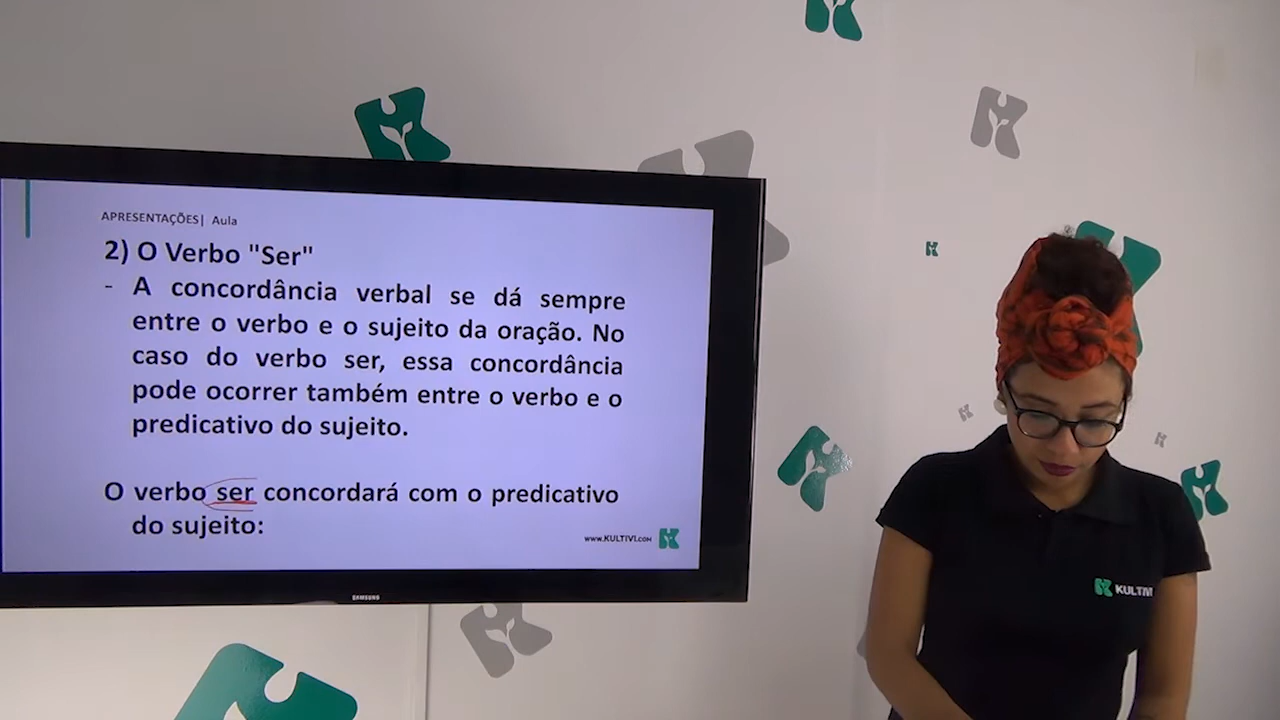 APRESENTAÇÕES| Aula
2) O Verbo "Ser"
- A concordância verbal se dá sempre
entre o verbo e o sujeito da oração. No
caso do verbo ser, essa concordância
pode ocorrer também entre o verbo e o
predicativo do sujeito.
O verbo ser concordará com o predicativo
do sujeito:
www.KULTIVI.com
SAMSUNG
KULTIVI